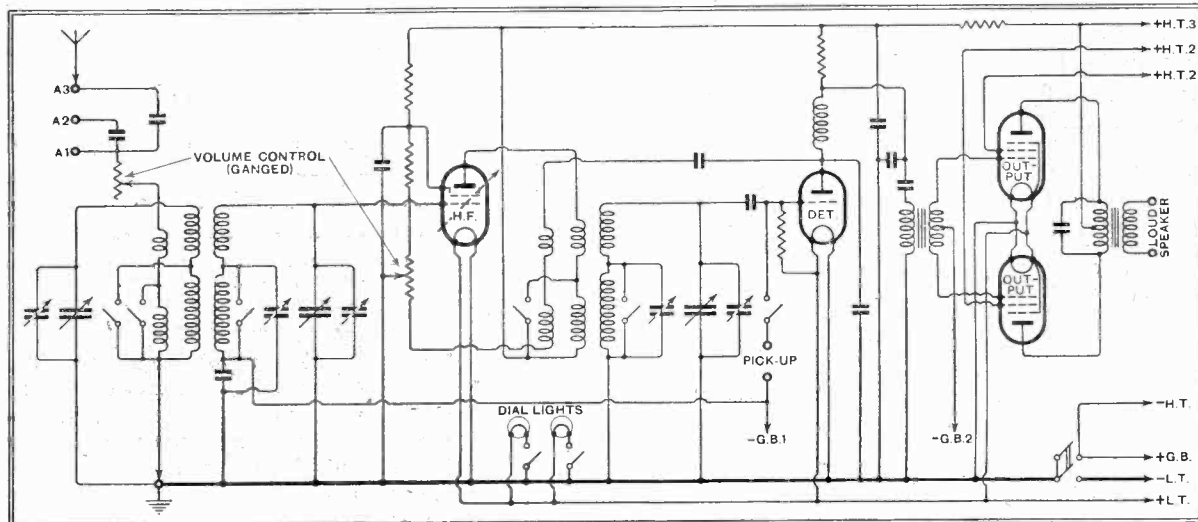 A3
A2
A1
VOLUME CONTROL
(GANGED)
H.F.
DET.
OUT-
PUT
OUT-
PUT
LOUD
SPEAKER
+H.T.3
+H.T.2
+H.T.2
PICK-UP
DIAL LIGHTS
-G.B.1
-G.B.2
-H.T.
+G.B.
-L.T.
+L.T.